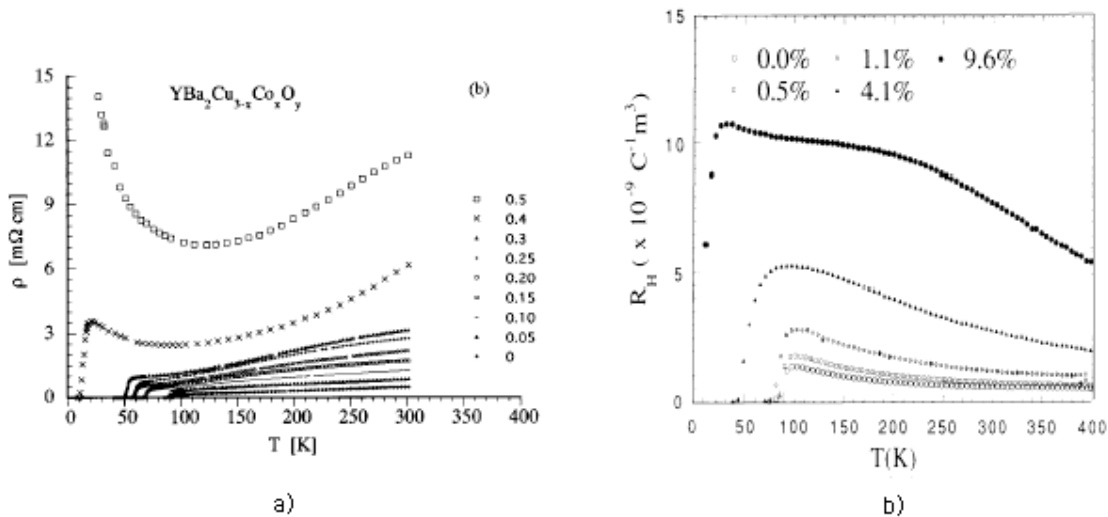 YBa2Cu3-xCoxOy
(b)
15
12
9
6
3
0
ρ [mΩ cm]
0.5
0.4
0.3
0.25
0.20
0.15
0.10
0.05
0
0 50 100 150 200 250 300 350 400
T [K]
a)
0.0% 1.1% 9.6%
0.5% 4.1%
15
10
5
0
R_H ( x 10^-9 C^-1 m^3 )
0 50 100 150 200 250 300 350 400
T(K)
b)